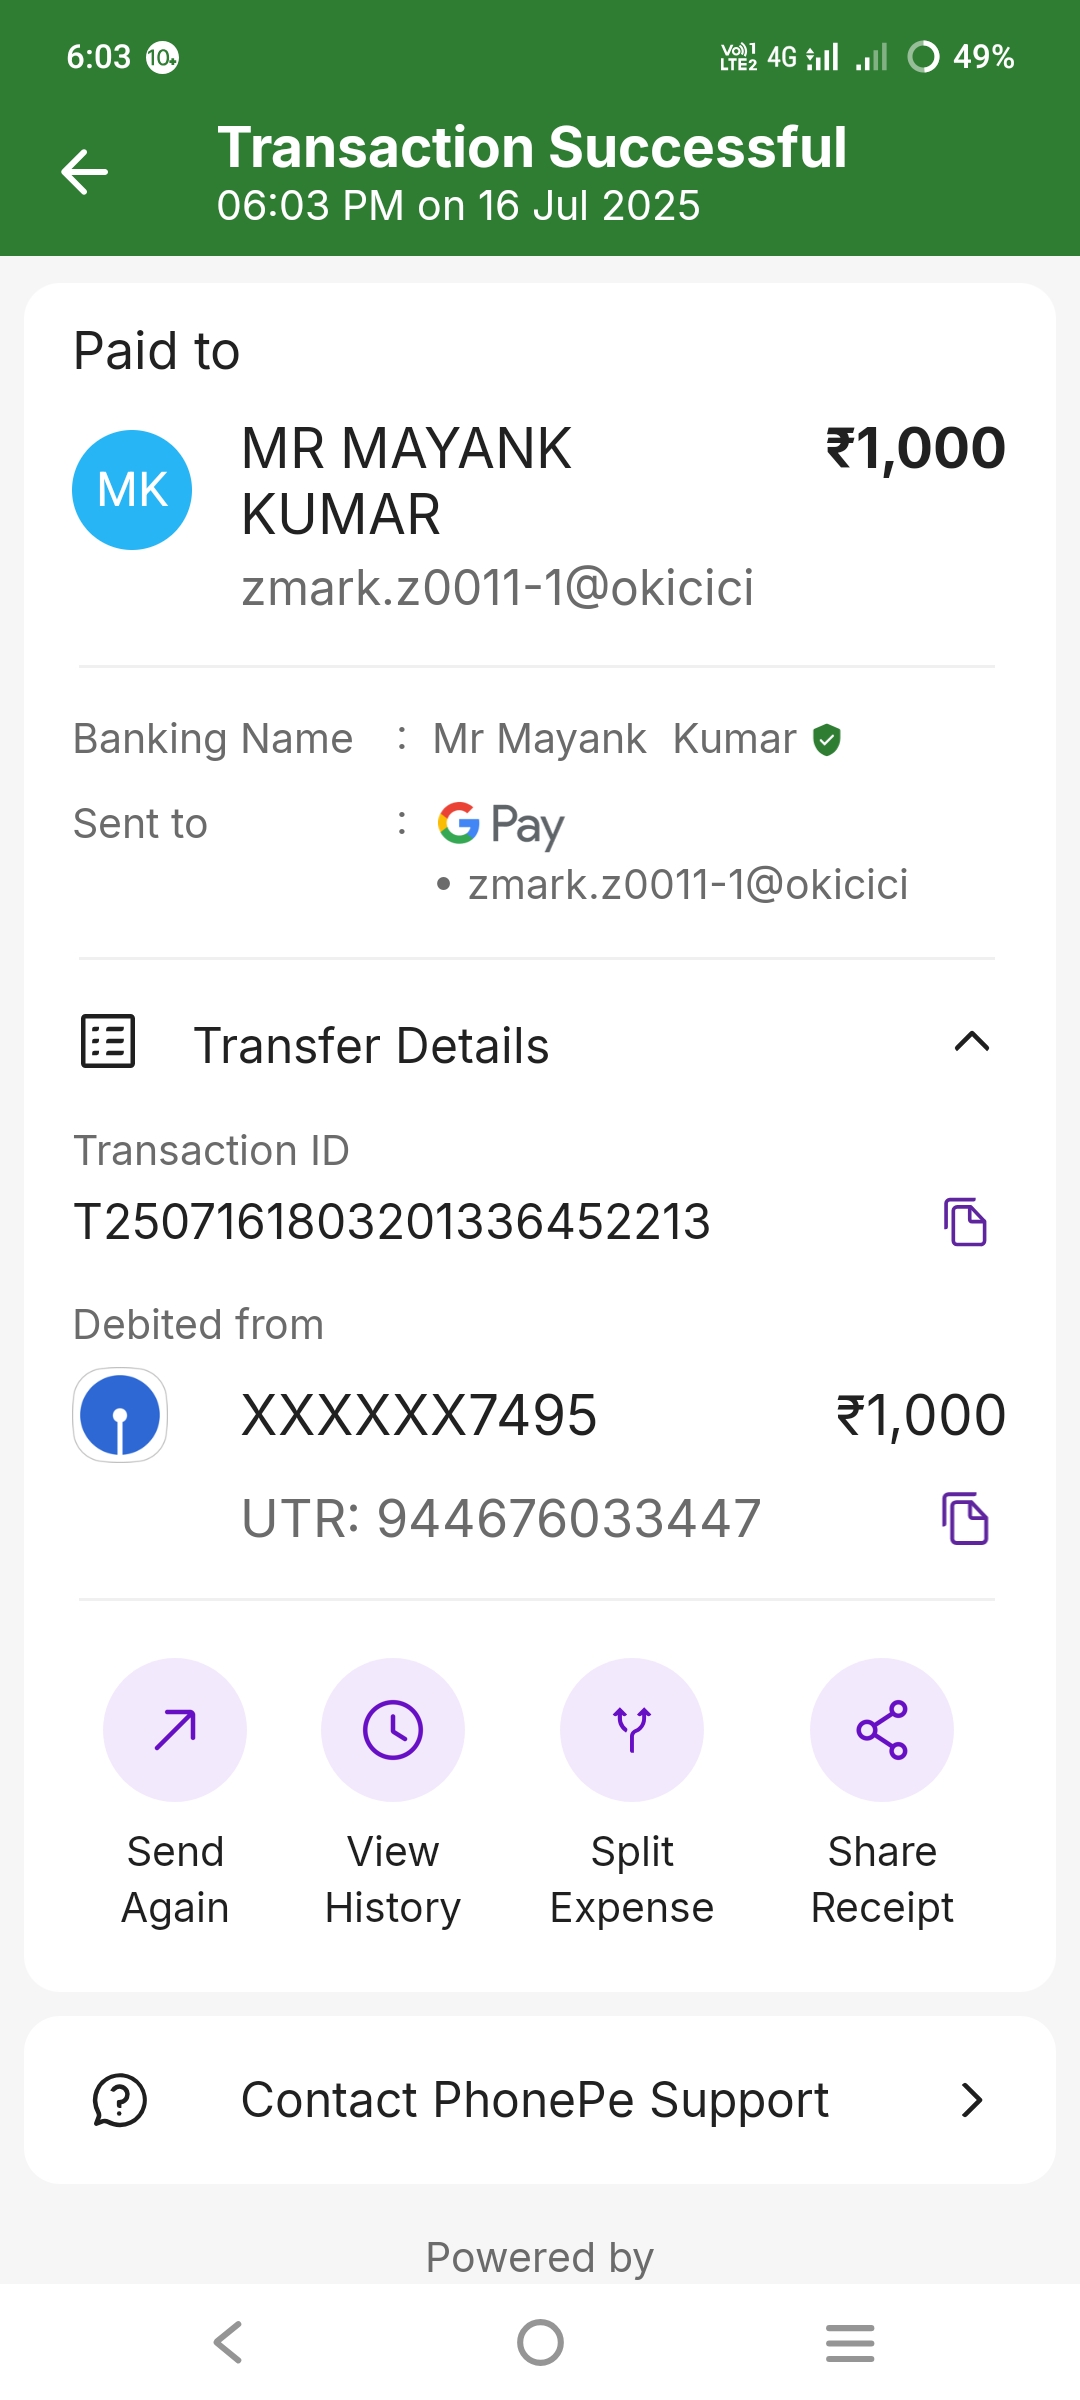 6:03 10+ Vo)) 1 LTE2 4G 49%
Transaction Successful
06:03 PM on 16 Jul 2025
Paid to
MK MR MAYANK ₹1,000
KUMAR
zmark.z0011-1@okicici
Banking Name : Mr Mayank Kumar
Sent to : G Pay
• zmark.z0011-1@okicici
Transfer Details
Transaction ID
T2507161803201336452213
Debited from
XXXXXX7495 ₹1,000
UTR: 944676033447
Send View Split Share
Again History Expense Receipt
Contact PhonePe Support
Powered by